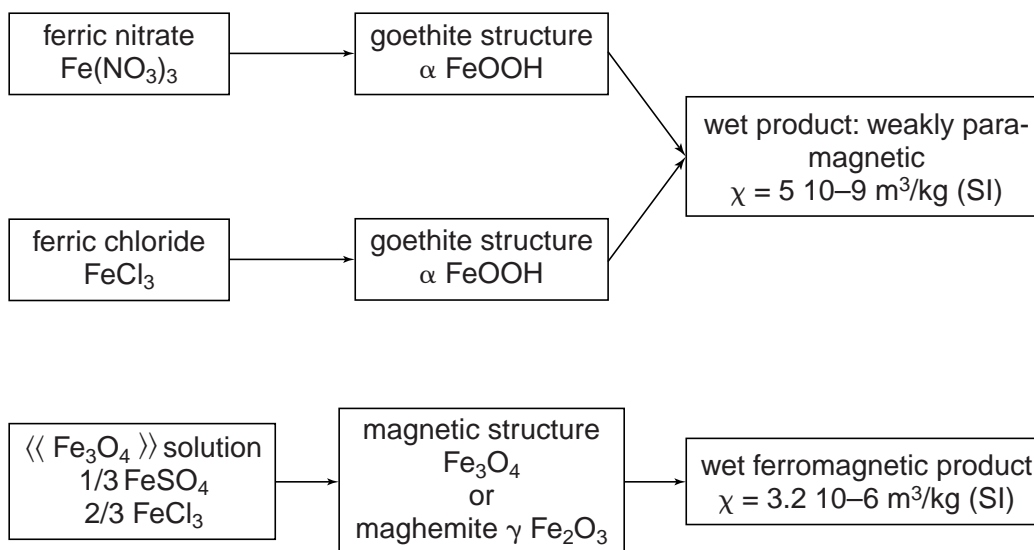 ferric nitrate
Fe(NO₃)₃
goethite structure
α FeOOH
wet product: weakly para-
magnetic
χ = 5 10–9 m³/kg (SI)
ferric chloride
FeCl₃
goethite structure
α FeOOH
⟨⟨ Fe₃O₄ ⟩⟩ solution
1/3 FeSO₄
2/3 FeCl₃
magnetic structure
Fe₃O₄
or
maghemite γ Fe₂O₃
wet ferromagnetic product
χ = 3.2 10–6 m³/kg (SI)